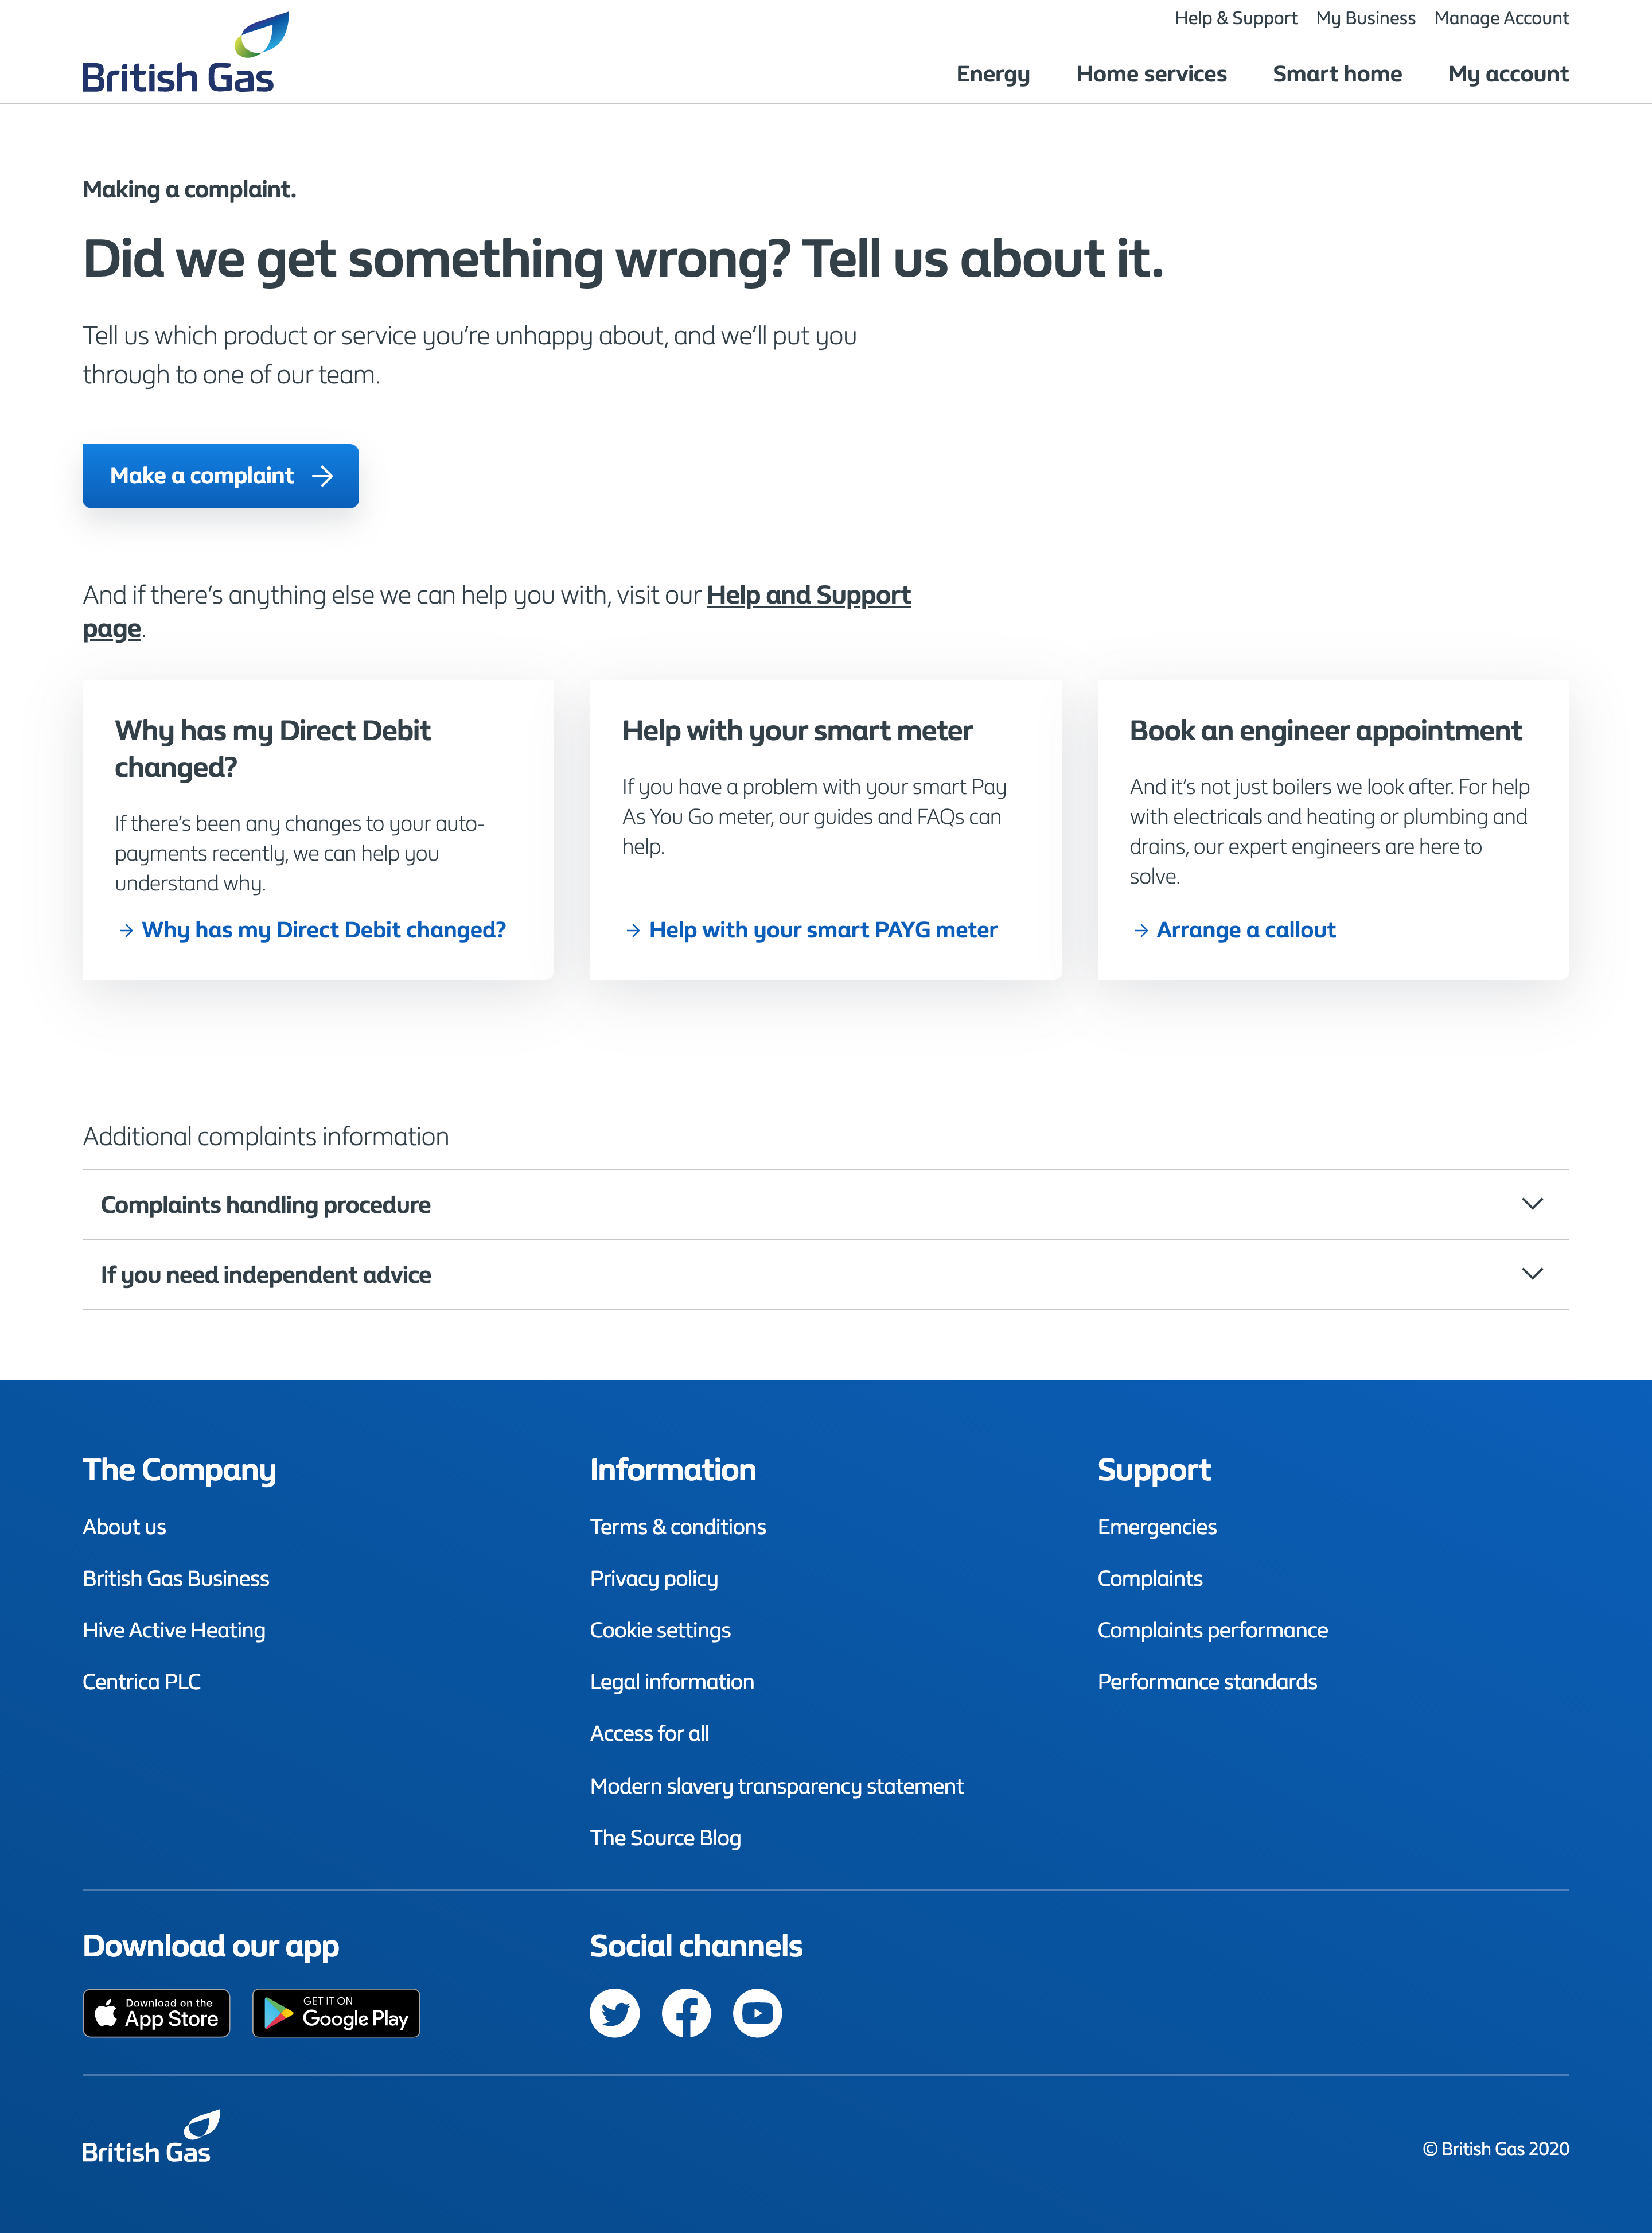 British Gas
Help & Support My Business Manage Account
Energy Home services Smart home My account
Making a complaint.
Did we get something wrong? Tell us about it.
Tell us which product or service you're unhappy about, and we'll put you
through to one of our team.
Make a complaint
And if there's anything else we can help you with, visit our Help and Support
page.
Why has my Direct Debit
changed?
If there's been any changes to your auto-
payments recently, we can help you
understand why.
Why has my Direct Debit changed?
Help with your smart meter
If you have a problem with your smart Pay
As You Go meter, our guides and FAQs can
help.
Help with your smart PAYG meter
Book an engineer appointment
And it's not just boilers we look after. For help
with electricals and heating or plumbing and
drains, our expert engineers are here to
solve.
Arrange a callout
Additional complaints information
Complaints handling procedure
If you need independent advice
The Company
About us
British Gas Business
Hive Active Heating
Centrica PLC
Information
Terms & conditions
Privacy policy
Cookie settings
Legal information
Access for all
Modern slavery transparency statement
The Source Blog
Support
Emergencies
Complaints
Complaints performance
Performance standards
Download our app
Download on the
App Store
GET IT ON
Google Play
Social channels
British Gas
© British Gas 2020